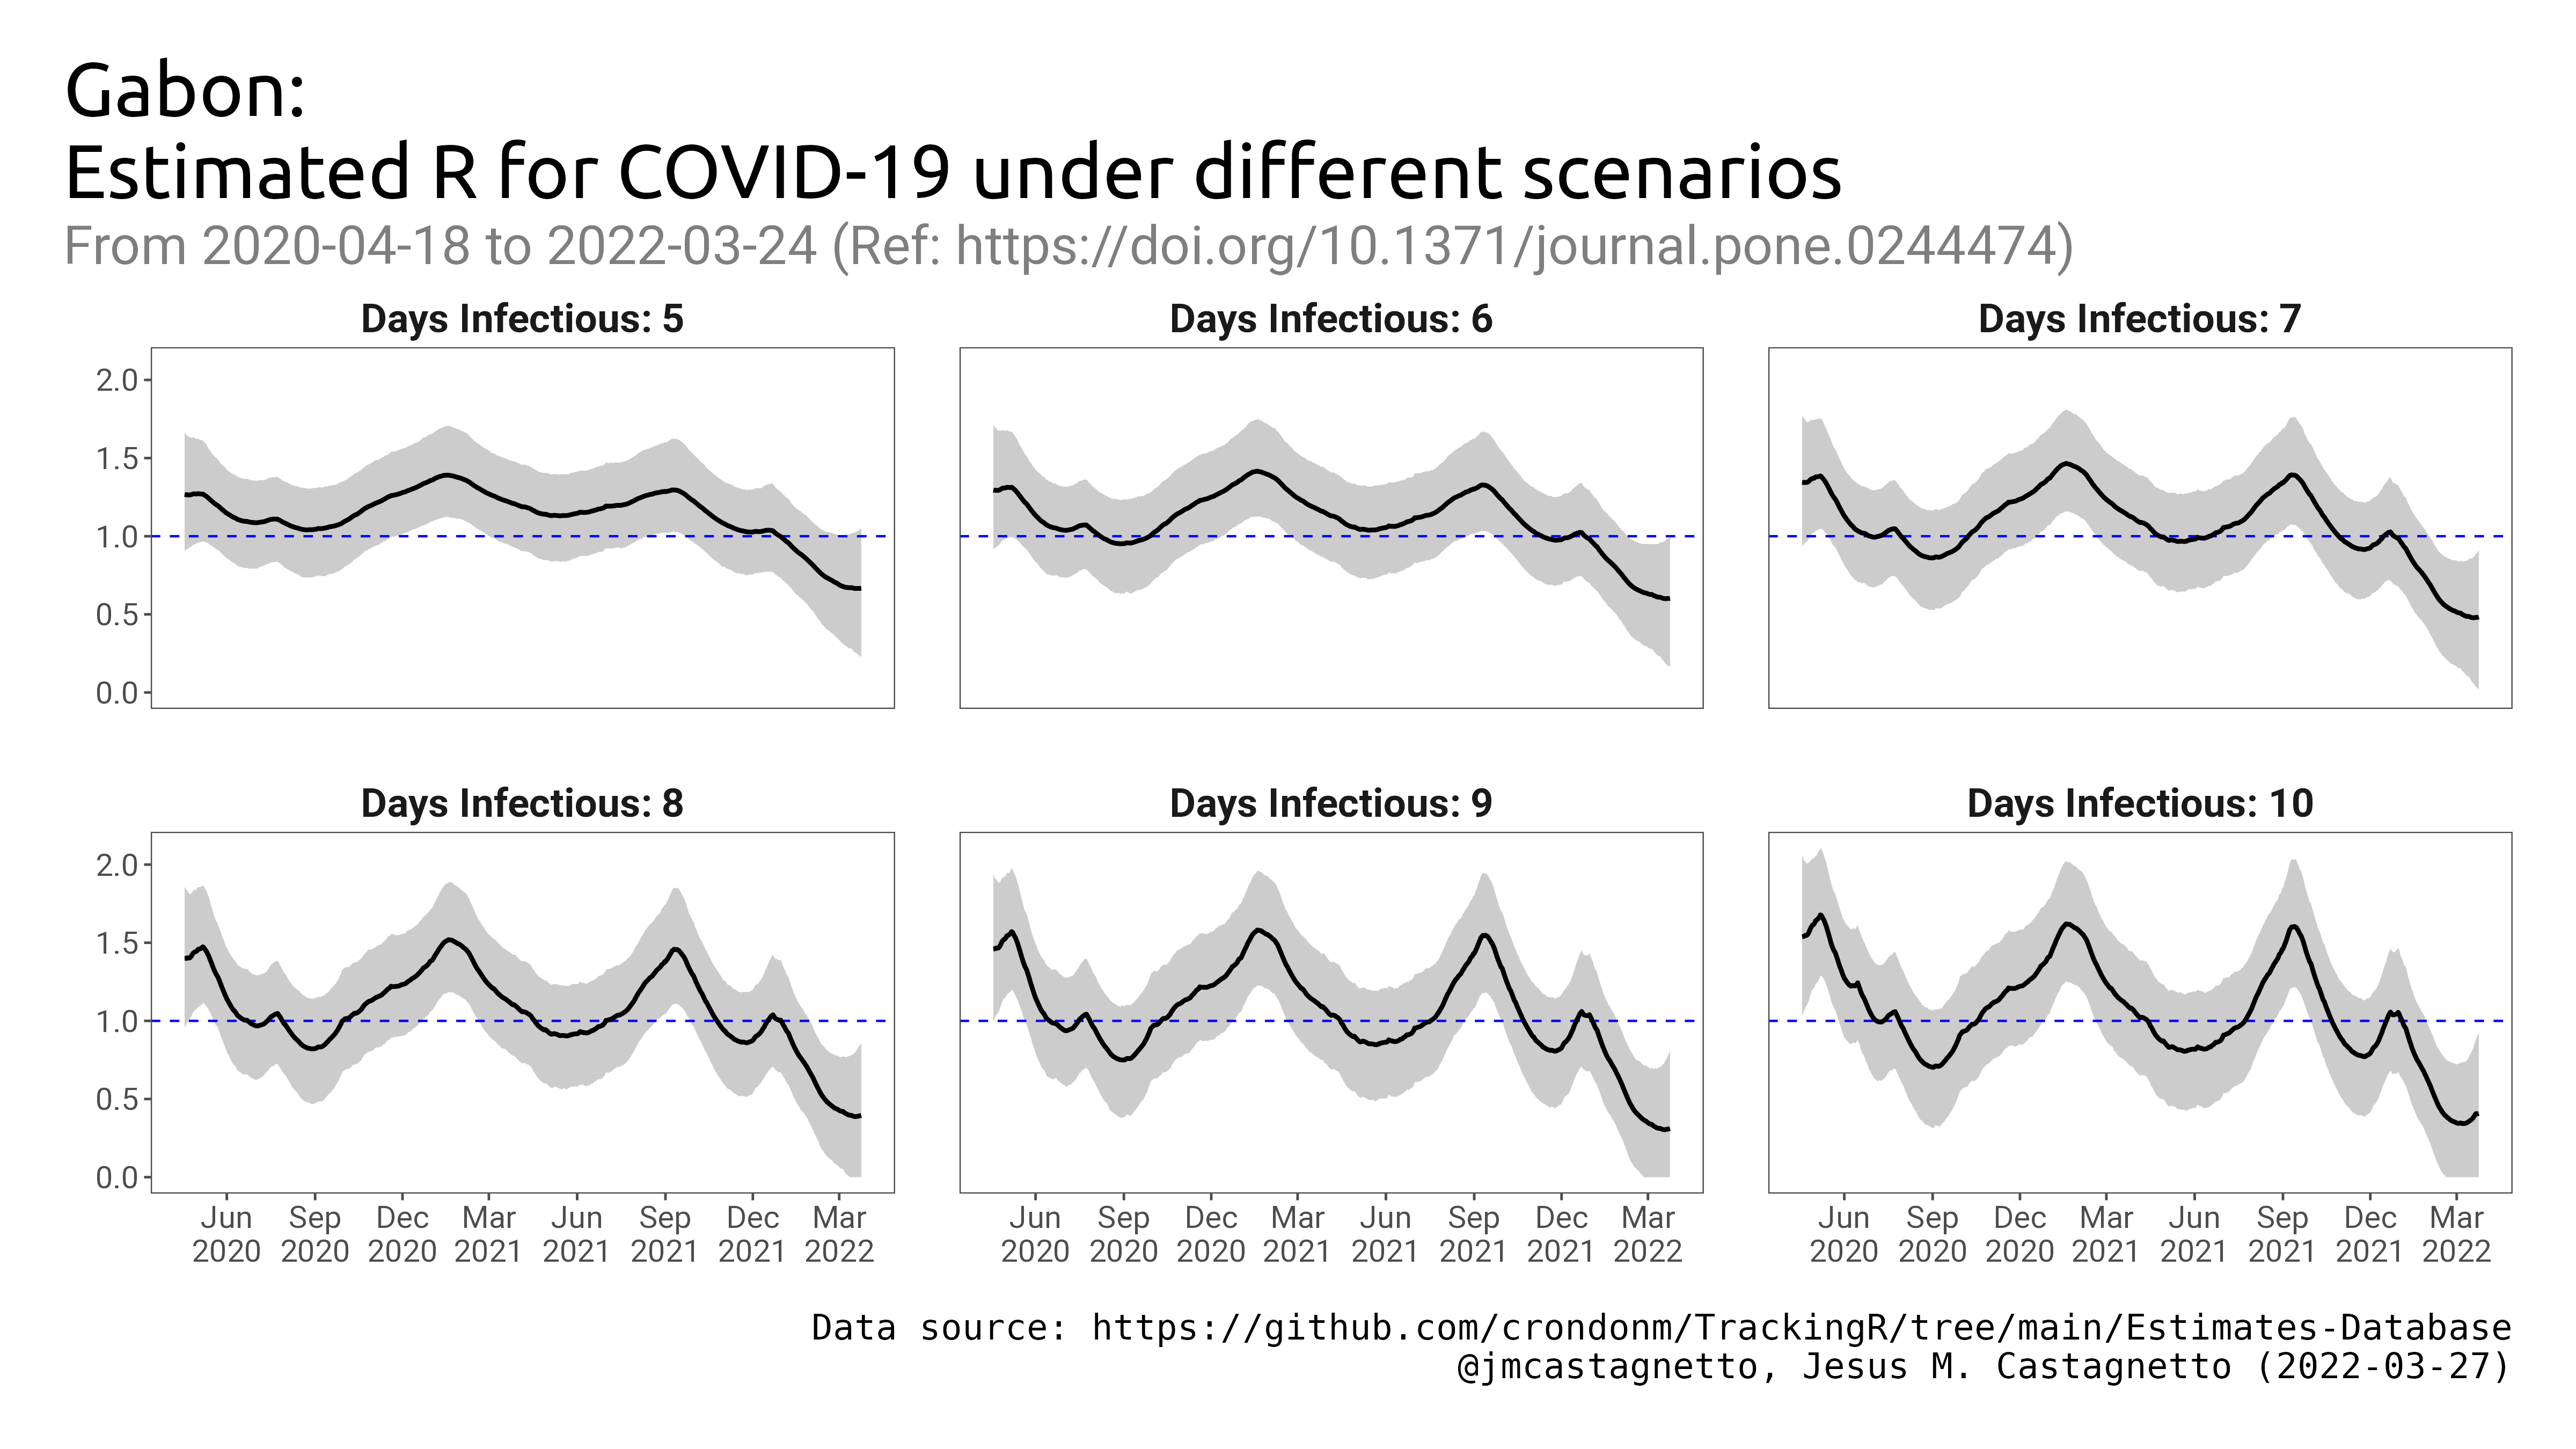 Gabon:
Estimated R for COVID-19 under different scenarios
From 2020-04-18 to 2022-03-24 (Ref: https://doi.org/10.1371/journal.pone.0244474)
Days Infectious: 5
Days Infectious: 6
Days Infectious: 7
2.0
1.5
1.0
0.5
0.0
Days Infectious: 8
Days Infectious: 9
Days Infectious: 10
2.0
1.5
1.0
0.5
0.0
Jun Sep Dec Mar Jun Sep Dec Mar
2020 2020 2020 2021 2021 2021 2021 2022
Jun Sep Dec Mar Jun Sep Dec Mar
2020 2020 2020 2021 2021 2021 2021 2022
Jun Sep Dec Mar Jun Sep Dec Mar
2020 2020 2020 2021 2021 2021 2021 2022
Data source: https://github.com/crondonm/TrackingR/tree/main/Estimates-Database
@jmcastagnetto, Jesus M. Castagnetto (2022-03-27)